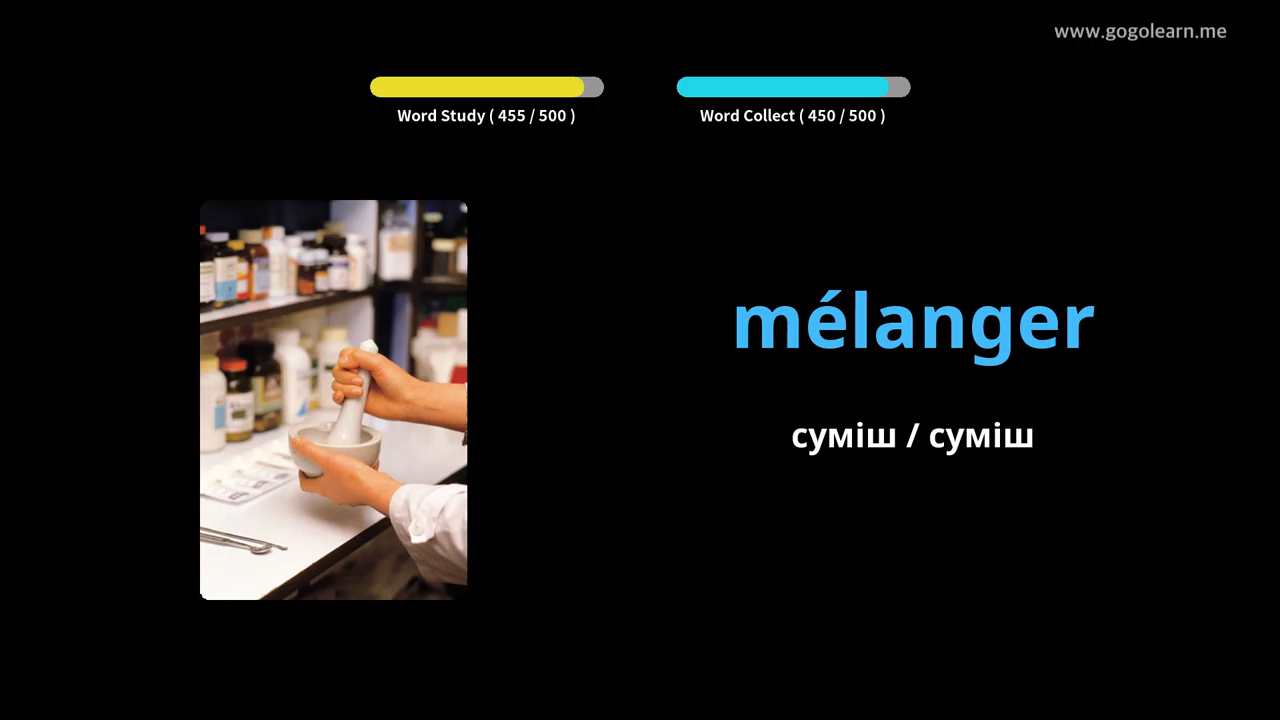 www.gogolearn.me
Word Study ( 455 / 500 )
Word Collect ( 450 / 500 )
mélanger
суміш / суміш